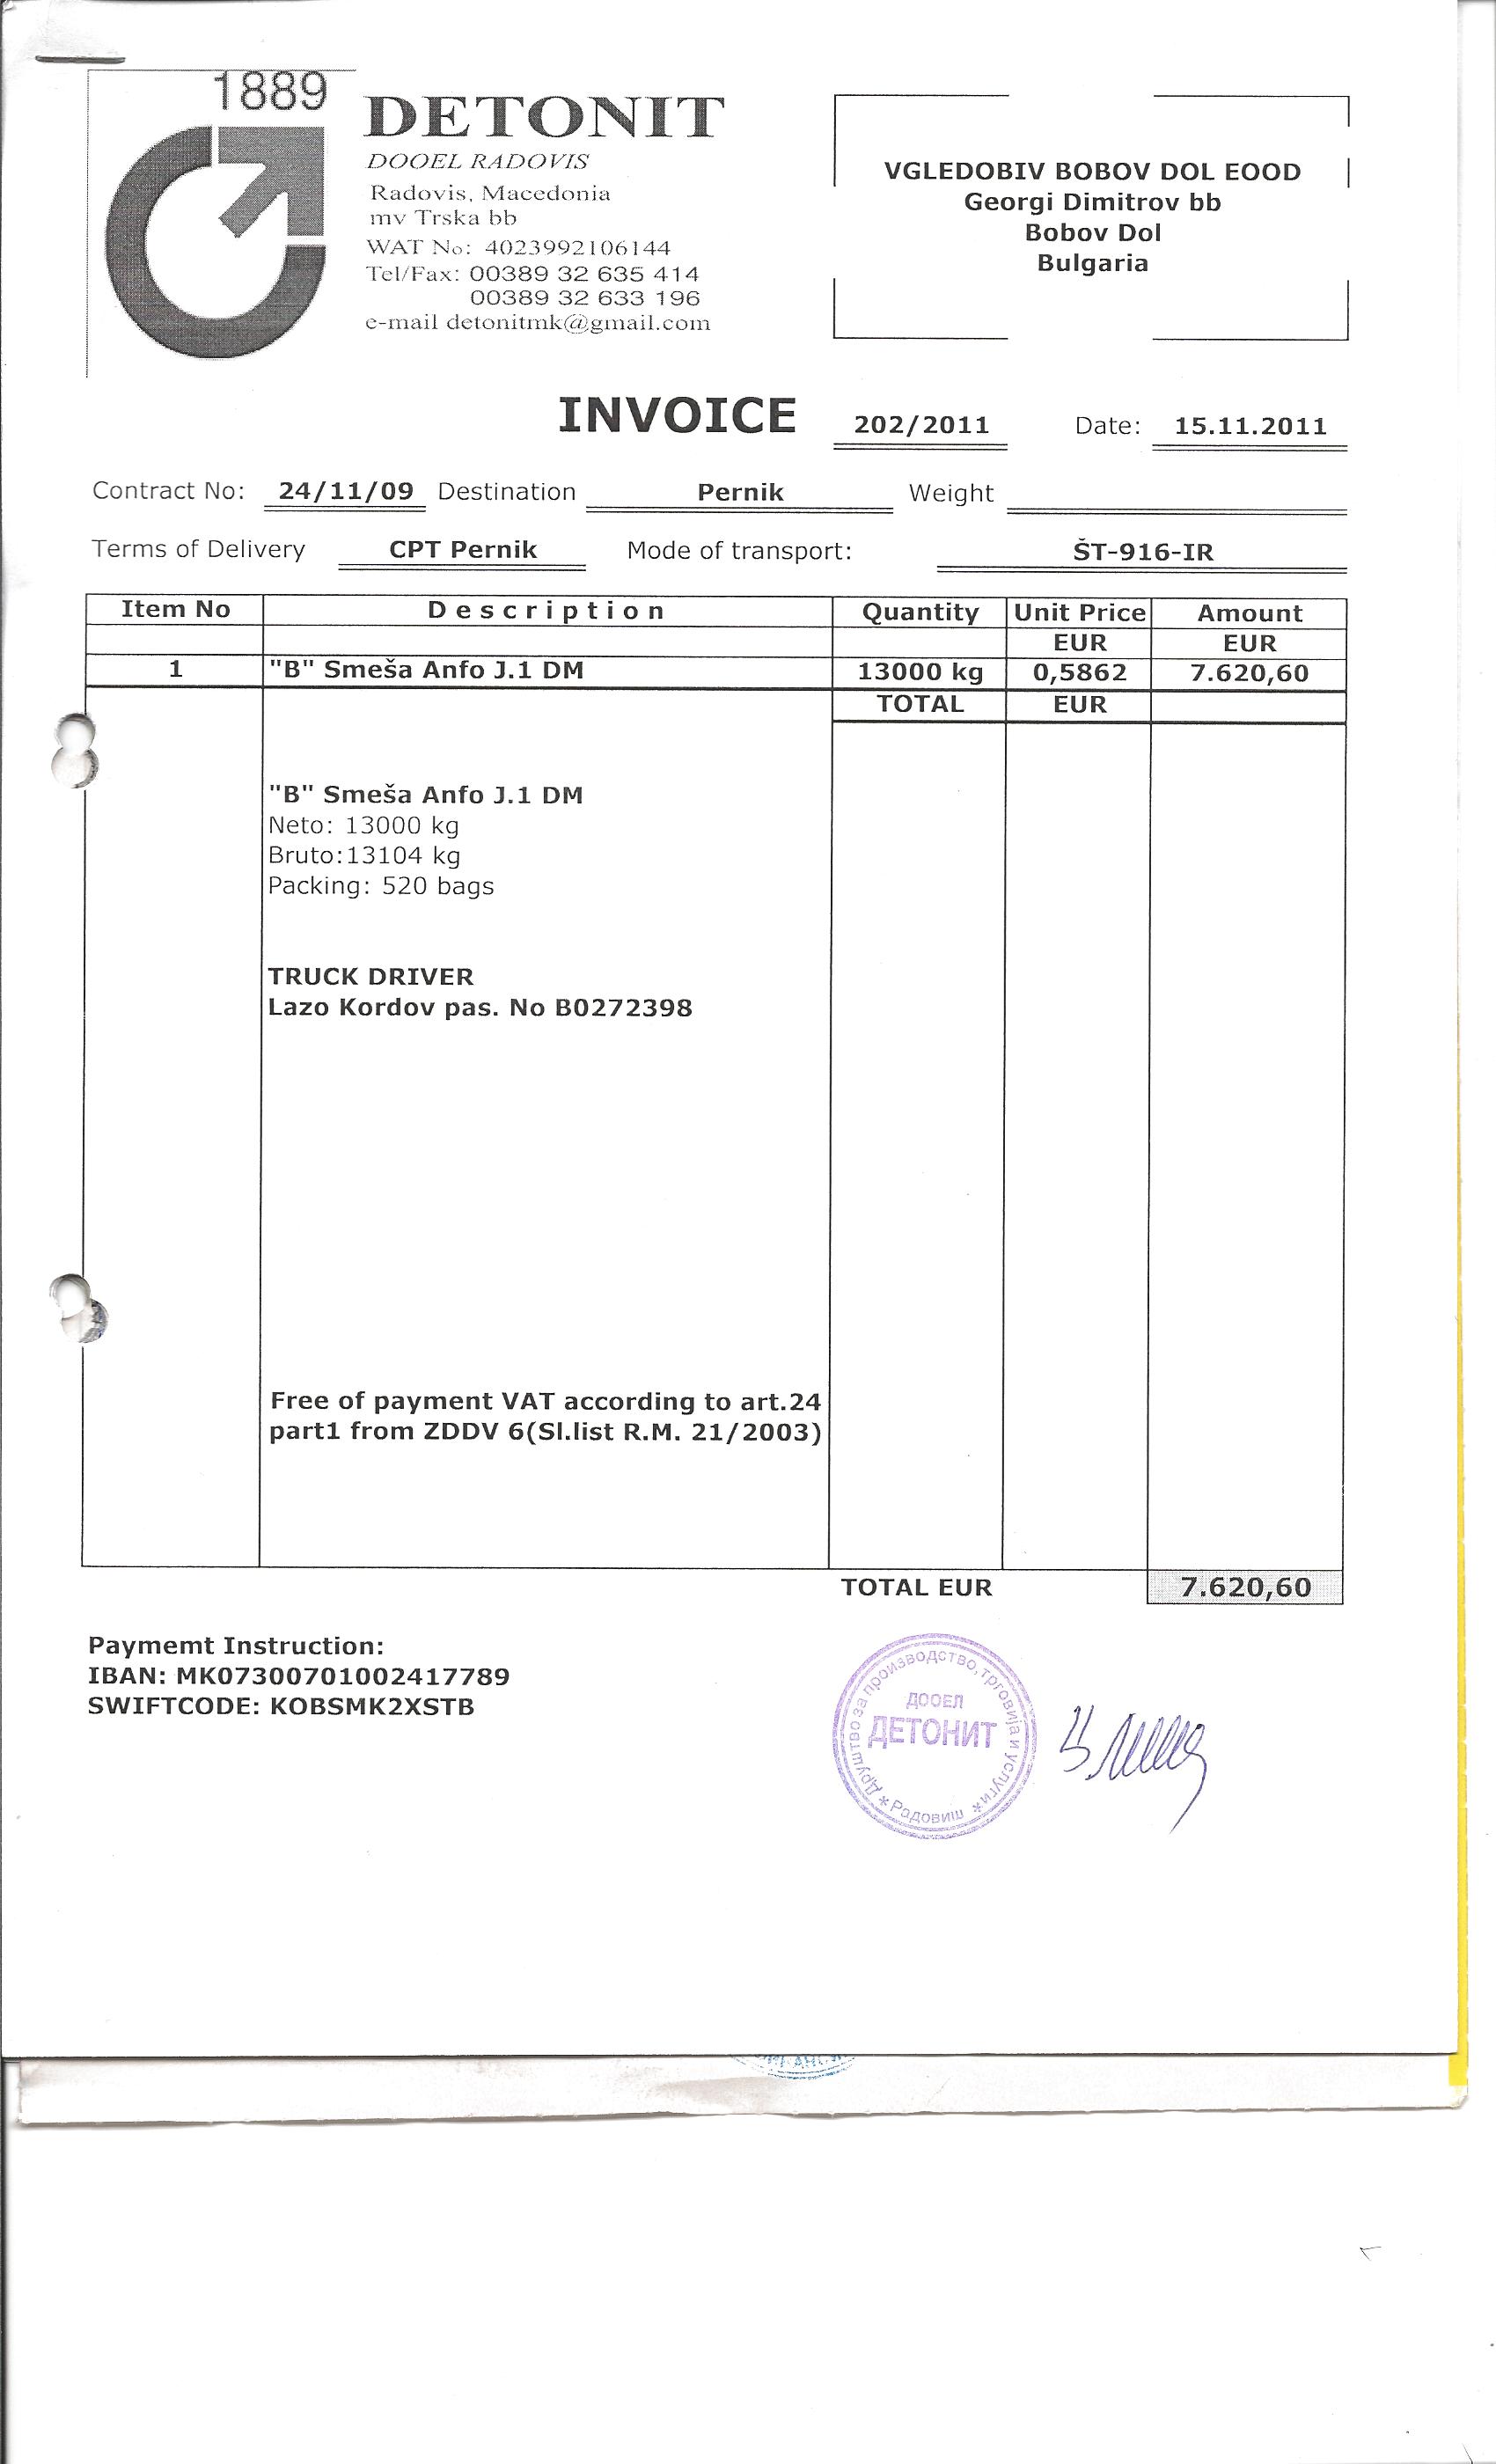 1889
DETONIT
DOOEL RADOVIS
Radovis, Macedonia
mv Trska bb
WAT No: 4023992106144
Tel/Fax: 00389 32 635 414
00389 32 633 196
e-mail detonitmk@gmail.com
VGLEDOBIV BOBOV DOL EOOD
Georgi Dimitrov bb
Bobov Dol
Bulgaria
INVOICE 202/2011 Date: 15.11.2011
Contract No: 24/11/09 Destination Pernik Weight
Terms of Delivery CPT Pernik Mode of transport: ŠT-916-IR
Item No Description Quantity Unit Price Amount
EUR EUR
1 "B" Smeša Anfo J.1 DM 13000 kg 0,5862 7.620,60
TOTAL EUR
"B" Smeša Anfo J.1 DM
Neto: 13000 kg
Bruto:13104 kg
Packing: 520 bags
TRUCK DRIVER
Lazo Kordov pas. No B0272398
Free of payment VAT according to art.24
part1 from ZDDV 6(Sl.list R.M. 21/2003)
TOTAL EUR 7.620,60
Paymemt Instruction:
IBAN: MK07300701002417789
SWIFTCODE: KOBSMK2XSTB
Друштво за производство, трговија и услуги
ДООЕЛ
ДЕТОНИТ
* Радовиш *